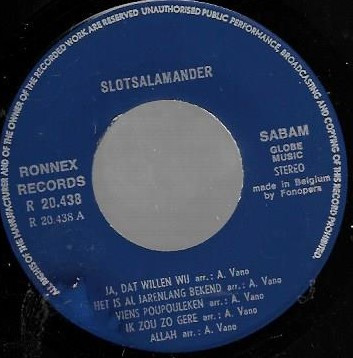 ALL RIGHTS OF THE MANUFACTURER AND OF THE OWNER OF THE RECORDED WORK ARE RESERVED UNAUTHORISED PUBLIC PERFORMANCE, BROADCASTING AND COPYING OF THIS RECORD PROHIBITED.
SLOTSALAMANDER
RONNEX
RECORDS
R 20.438
R 20.438 A
SABAM
GLOBE
MUSIC
STEREO
made in Belgium
by Fonopera
JA, DAT WILLEN WIJ arr.: A. Vano
HET IS AL JARENLANG BEKEND arr.: A. Vano
VIENS POUPOULEKEN arr.: A. Vano
IK ZOU ZO GERE arr.: A. Vano
ALLAH arr.: A. Vano